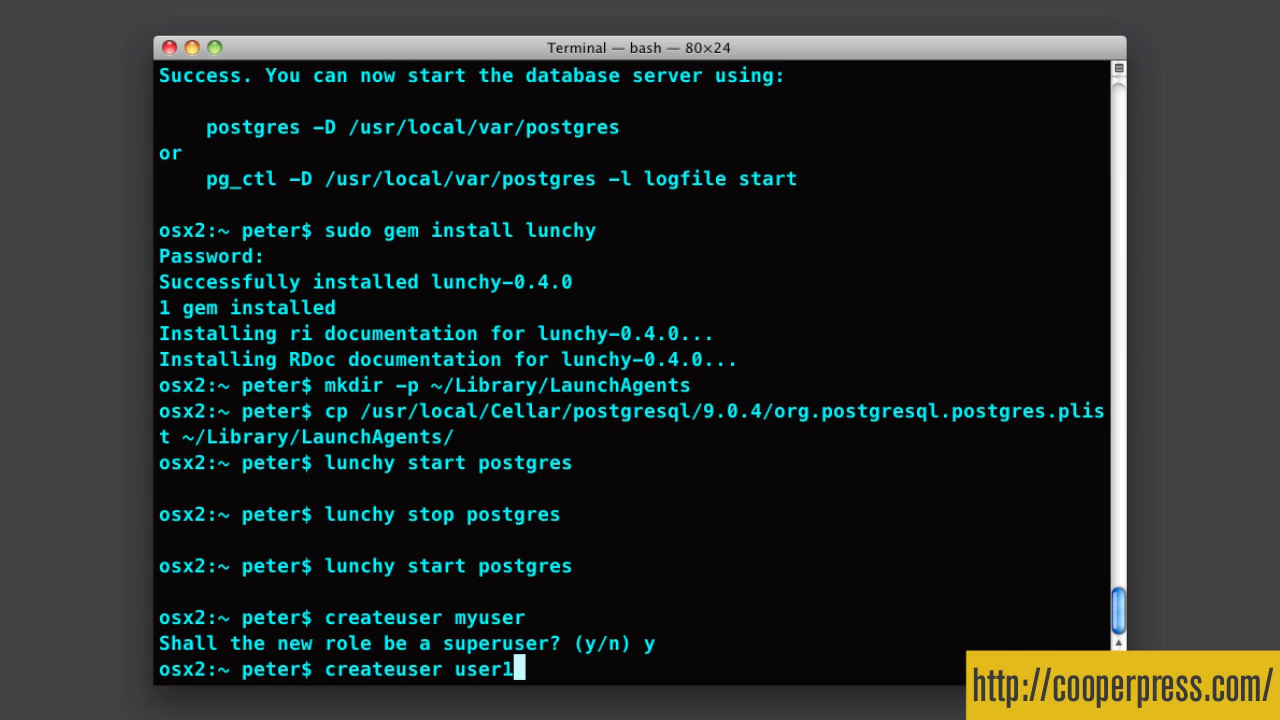 Terminal — bash — 80×24
Success. You can now start the database server using:
postgres -D /usr/local/var/postgres
or
pg_ctl -D /usr/local/var/postgres -l logfile start
osx2:~ peter$ sudo gem install lunchy
Password:
Successfully installed lunchy-0.4.0
1 gem installed
Installing ri documentation for lunchy-0.4.0...
Installing RDoc documentation for lunchy-0.4.0...
osx2:~ peter$ mkdir -p ~/Library/LaunchAgents
osx2:~ peter$ cp /usr/local/Cellar/postgresql/9.0.4/org.postgresql.postgres.plis
t ~/Library/LaunchAgents/
osx2:~ peter$ lunchy start postgres
osx2:~ peter$ lunchy stop postgres
osx2:~ peter$ lunchy start postgres
osx2:~ peter$ createuser myuser
Shall the new role be a superuser? (y/n) y
osx2:~ peter$ createuser user1
http://cooperpress.com/